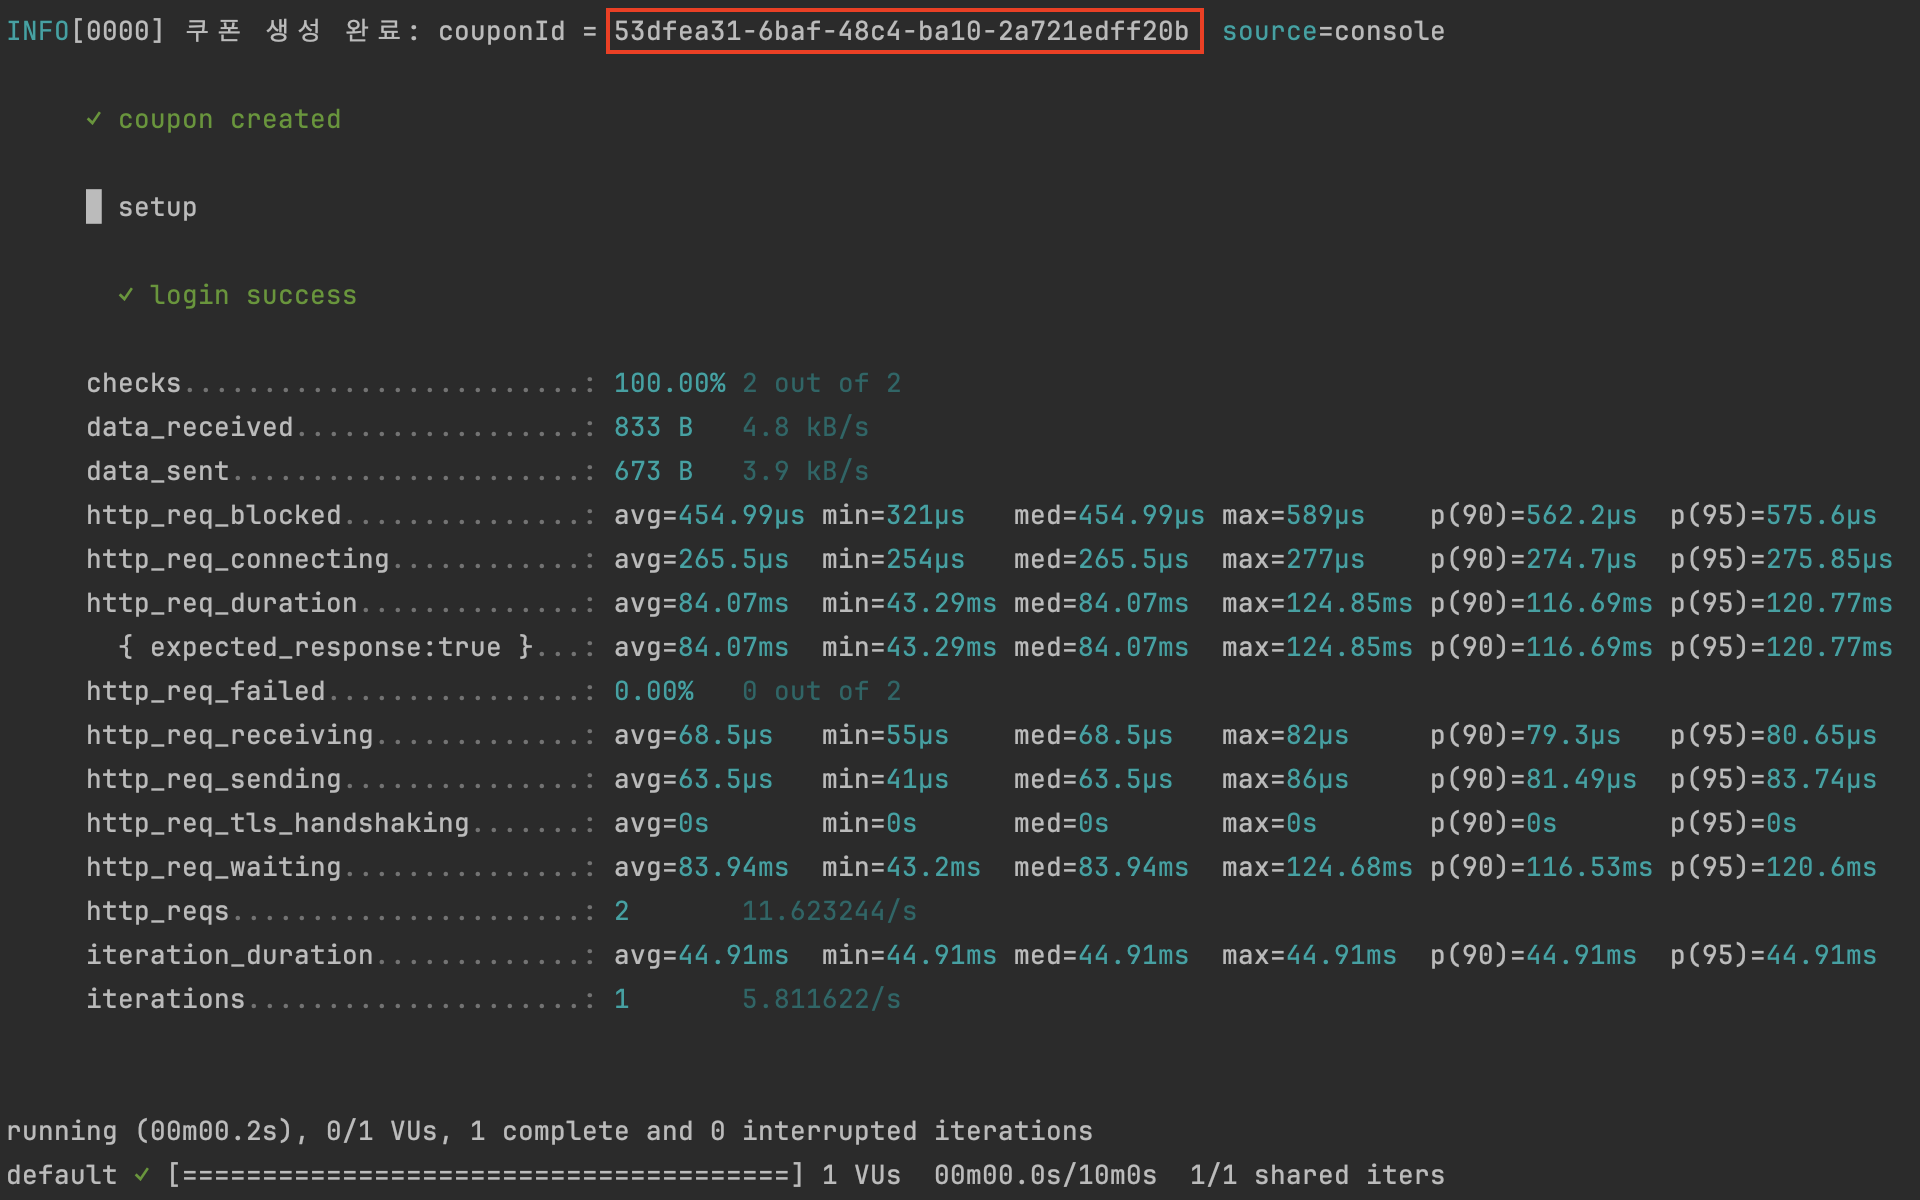 INFO[0000] 쿠폰 생성 완료: couponId = 53dfea31-6baf-48c4-ba10-2a721edff20b source=console
✓ coupon created
█ setup
✓ login success
checks.........................: 100.00% 2 out of 2
data_received..................: 833 B 4.8 kB/s
data_sent......................: 673 B 3.9 kB/s
http_req_blocked...............: avg=454.99µs min=321µs med=454.99µs max=589µs p(90)=562.2µs p(95)=575.6µs
http_req_connecting............: avg=265.5µs min=254µs med=265.5µs max=277µs p(90)=274.7µs p(95)=275.85µs
http_req_duration..............: avg=84.07ms min=43.29ms med=84.07ms max=124.85ms p(90)=116.69ms p(95)=120.77ms
{ expected_response:true }...: avg=84.07ms min=43.29ms med=84.07ms max=124.85ms p(90)=116.69ms p(95)=120.77ms
http_req_failed................: 0.00% 0 out of 2
http_req_receiving.............: avg=68.5µs min=55µs med=68.5µs max=82µs p(90)=79.3µs p(95)=80.65µs
http_req_sending...............: avg=63.5µs min=41µs med=63.5µs max=86µs p(90)=81.49µs p(95)=83.74µs
http_req_tls_handshaking.......: avg=0s min=0s med=0s max=0s p(90)=0s p(95)=0s
http_req_waiting...............: avg=83.94ms min=43.2ms med=83.94ms max=124.68ms p(90)=116.53ms p(95)=120.6ms
http_reqs......................: 2 11.623244/s
iteration_duration.............: avg=44.91ms min=44.91ms med=44.91ms max=44.91ms p(90)=44.91ms p(95)=44.91ms
iterations.....................: 1 5.811622/s
running (00m00.2s), 0/1 VUs, 1 complete and 0 interrupted iterations
default ✓ [======================================] 1 VUs 00m00.0s/10m0s 1/1 shared iters